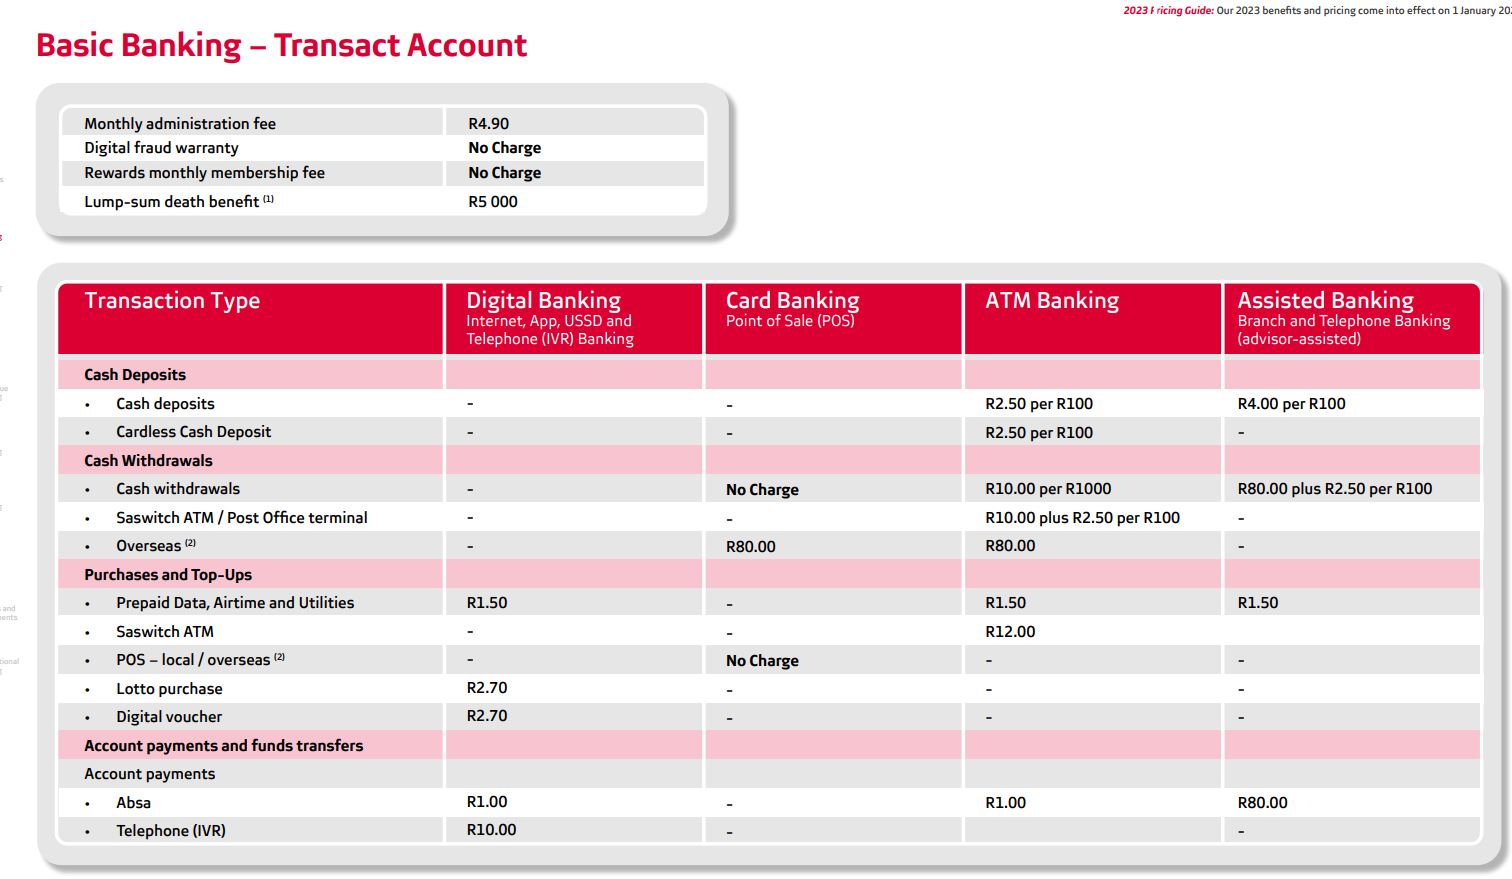 2023 Pricing Guide: Our 2023 benefits and pricing come into effect on 1 January
Basic Banking – Transact Account
Monthly administration fee R4.90
Digital fraud warranty No Charge
Rewards monthly membership fee No Charge
Lump-sum death benefit (1) R5 000
Transaction Type Digital Banking Card Banking ATM Banking Assisted Banking
Internet, App, USSD and Point of Sale (POS) Branch and Telephone Banking
Telephone (IVR) Banking (advisor-assisted)
Cash Deposits
• Cash deposits - - R2.50 per R100 R4.00 per R100
• Cardless Cash Deposit - - R2.50 per R100 -
Cash Withdrawals
• Cash withdrawals - No Charge R10.00 per R1000 R80.00 plus R2.50 per R100
• Saswitch ATM / Post Office terminal - - R10.00 plus R2.50 per R100 -
• Overseas (2) - R80.00 R80.00 -
Purchases and Top-Ups
• Prepaid Data, Airtime and Utilities R1.50 - R1.50 R1.50
• Saswitch ATM - - R12.00
• POS – local / overseas (2) - No Charge - -
• Lotto purchase R2.70 - - -
• Digital voucher R2.70 - - -
Account payments and funds transfers
Account payments
• Absa R1.00 - R1.00 R80.00
• Telephone (IVR) R10.00 - -